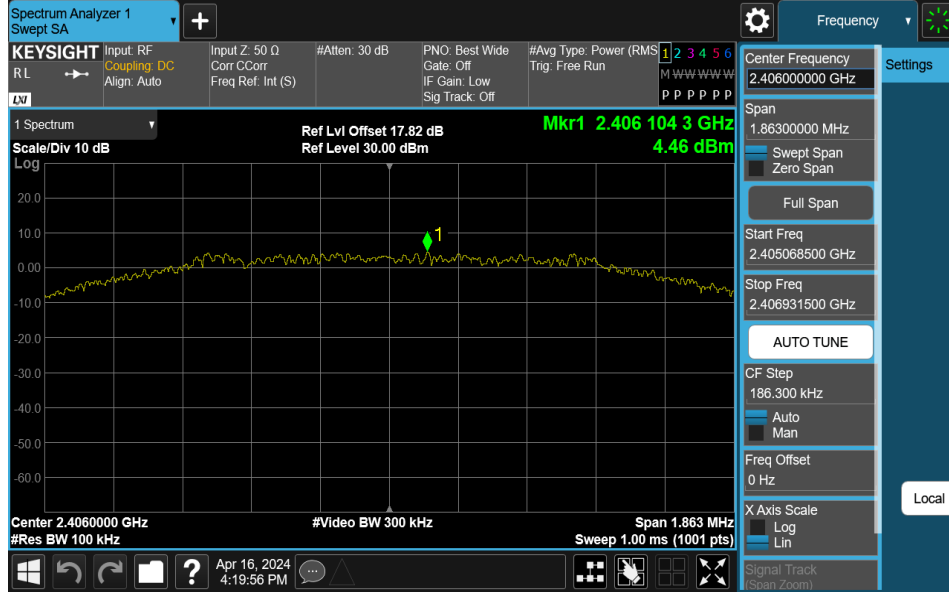 Spectrum Analyzer 1
Swept SA
+
Frequency
KEYSIGHT
RL
LXI
Input: RF
Coupling: DC
Align: Auto
Input Z: 50 Ω
Corr CCorr
Freq Ref: Int (S)
#Atten: 30 dB
PNO: Best Wide
Gate: Off
IF Gain: Low
Sig Track: Off
#Avg Type: Power (RMS
Trig: Free Run
1 2 3 4 5 6
M W W W W W
P P P P P P
Center Frequency
2.406000000 GHz
Settings
Span
1.86300000 MHz
Swept Span
Zero Span
Full Span
Start Freq
2.405068500 GHz
Stop Freq
2.406931500 GHz
AUTO TUNE
CF Step
186.300 kHz
Auto
Man
Freq Offset
0 Hz
X Axis Scale
Log
Lin
Signal Track
(Span Zoom)
Local
1 Spectrum
Scale/Div 10 dB
Log
Ref Lvl Offset 17.82 dB
Ref Level 30.00 dBm
Mkr1 2.406 104 3 GHz
4.46 dBm
1
20.0
10.0
0.00
-10.0
-20.0
-30.0
-40.0
-50.0
-60.0
Center 2.4060000 GHz
#Res BW 100 kHz
#Video BW 300 kHz
Span 1.863 MHz
Sweep 1.00 ms (1001 pts)
?
Apr 16, 2024
4:19:56 PM